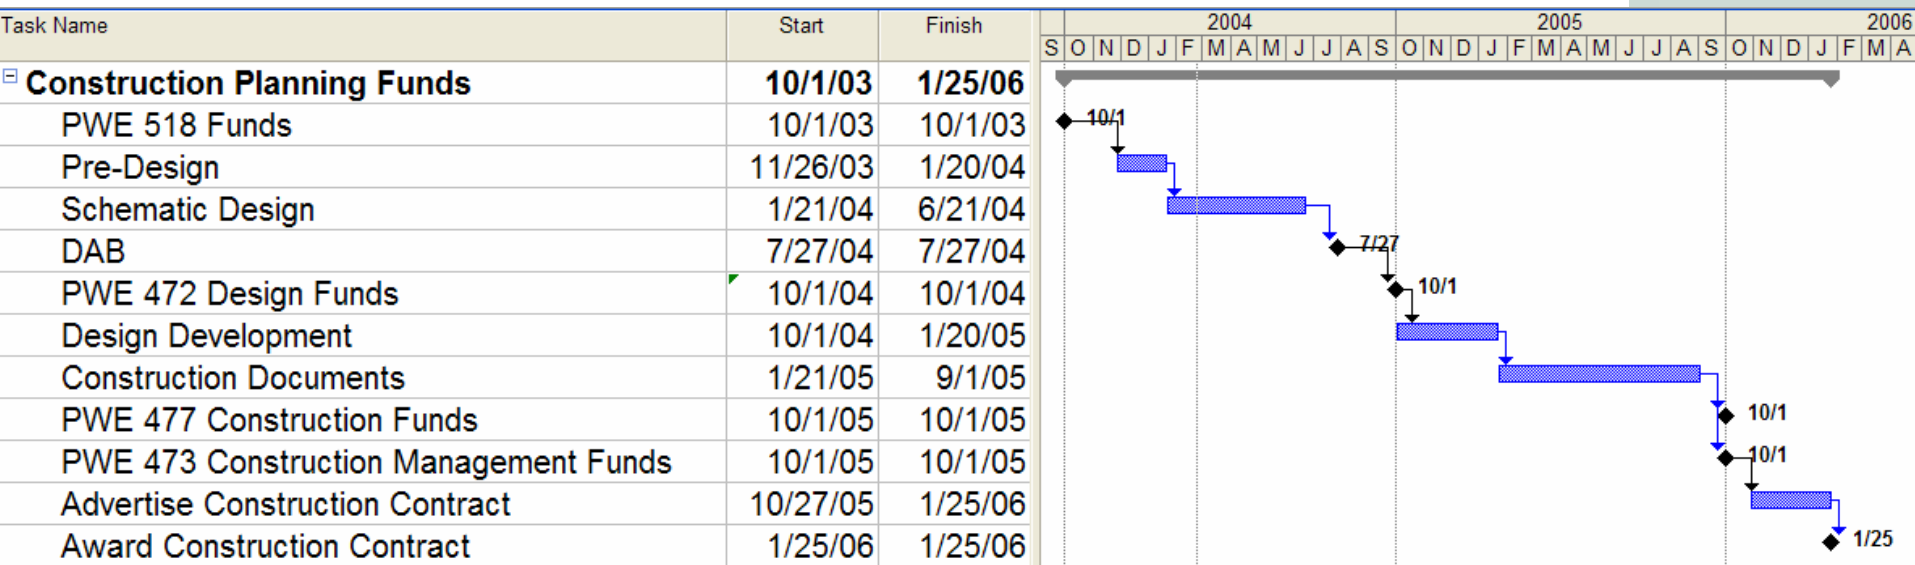 Task Name Start Finish 2004 2005 2006
S O N D J F M A M J J A S O N D J F M A M J J A S O N D J F M A
Construction Planning Funds 10/1/03 1/25/06
PWE 518 Funds 10/1/03 10/1/03 10/1
Pre-Design 11/26/03 1/20/04
Schematic Design 1/21/04 6/21/04
DAB 7/27/04 7/27/04 7/27
PWE 472 Design Funds 10/1/04 10/1/04 10/1
Design Development 10/1/04 1/20/05
Construction Documents 1/21/05 9/1/05
PWE 477 Construction Funds 10/1/05 10/1/05 10/1
PWE 473 Construction Management Funds 10/1/05 10/1/05 10/1
Advertise Construction Contract 10/27/05 1/25/06
Award Construction Contract 1/25/06 1/25/06 1/25